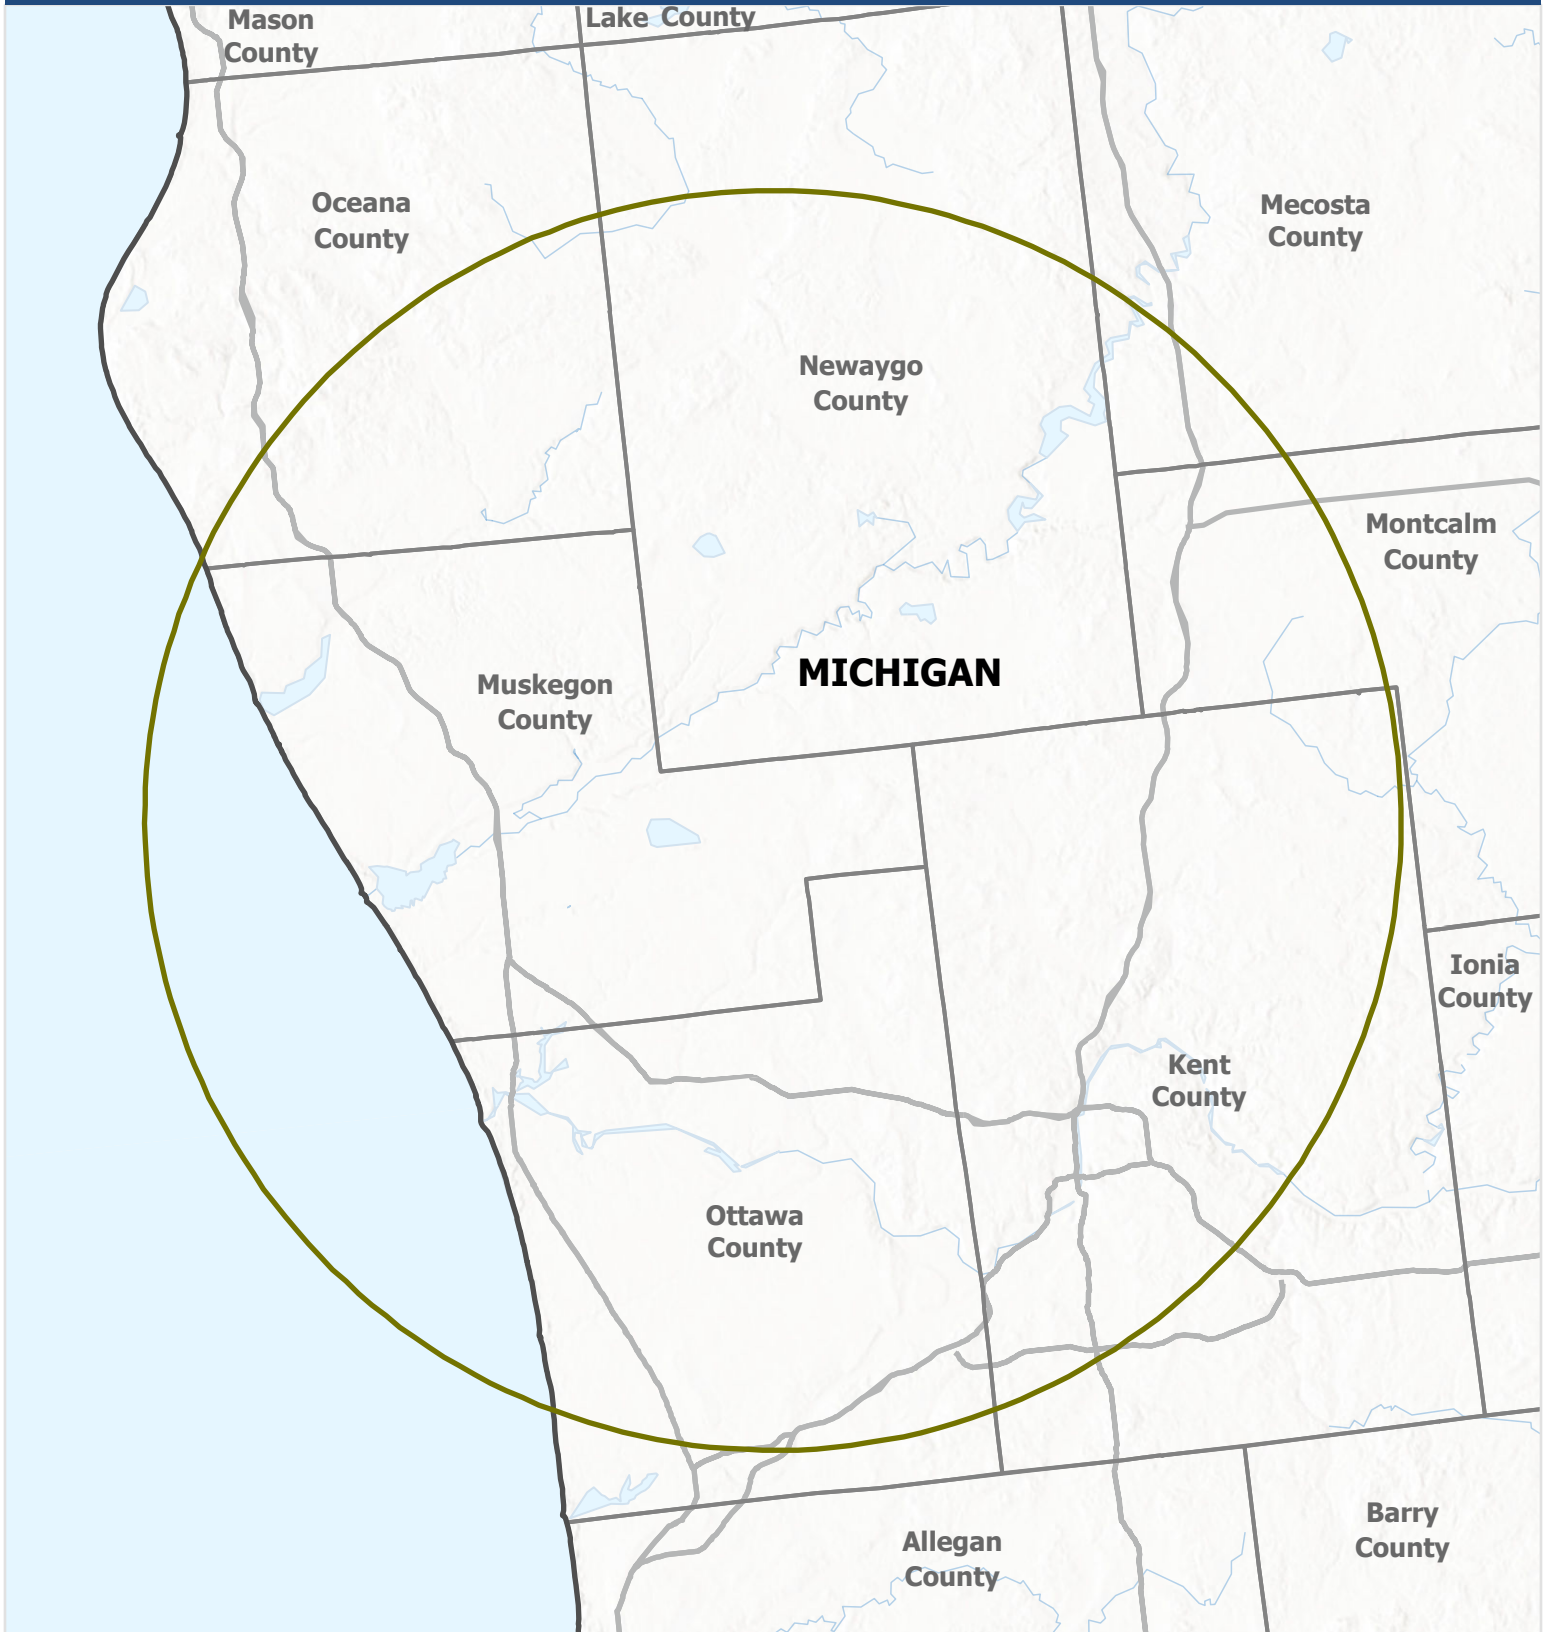 Mason
County
Lake County
Oceana
County
Mecosta
County
Newaygo
County
Montcalm
County
MICHIGAN
Muskegon
County
Ionia
County
Kent
County
Ottawa
County
Barry
County
Allegan
County